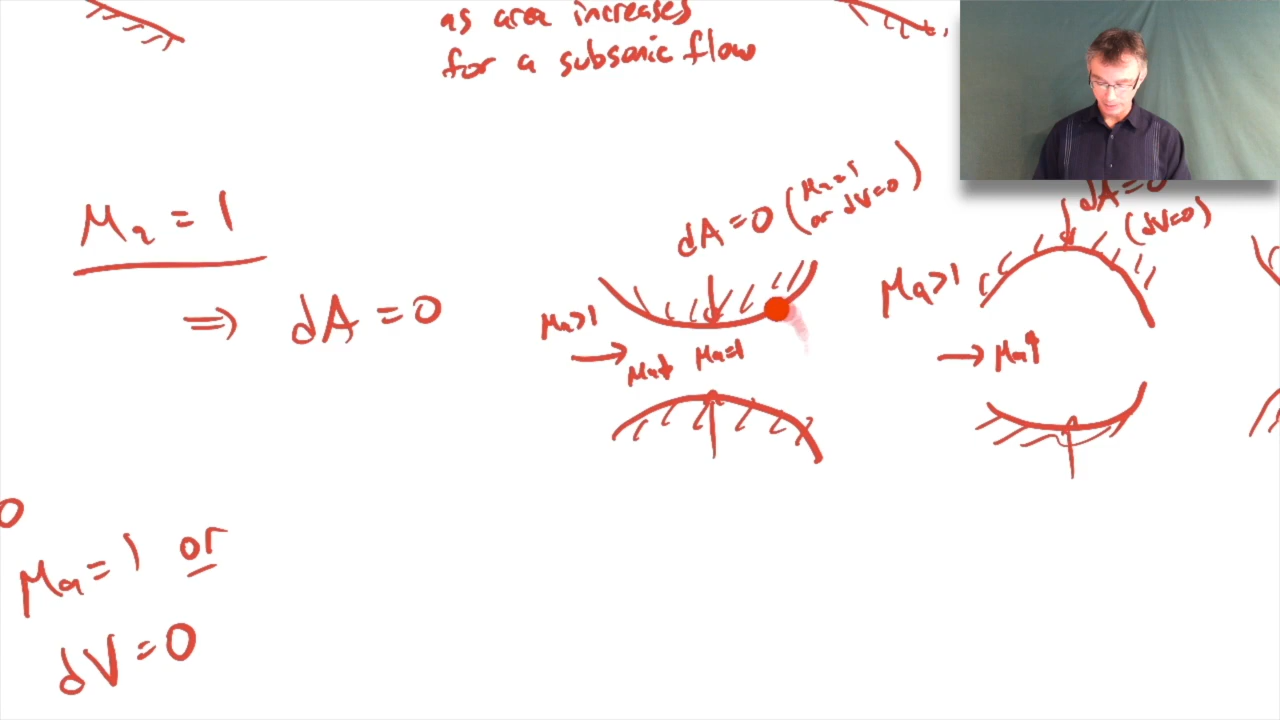 as area increases
for a subsonic flow
Ma = 1
⇒ dA = 0
dA = 0 (Ma=1
or dV=0)
Ma>1
→ Ma↓ Ma=1
dA=0
(dV=0)
Ma>1
→ Ma↑
0
Ma = 1 or
dV = 0